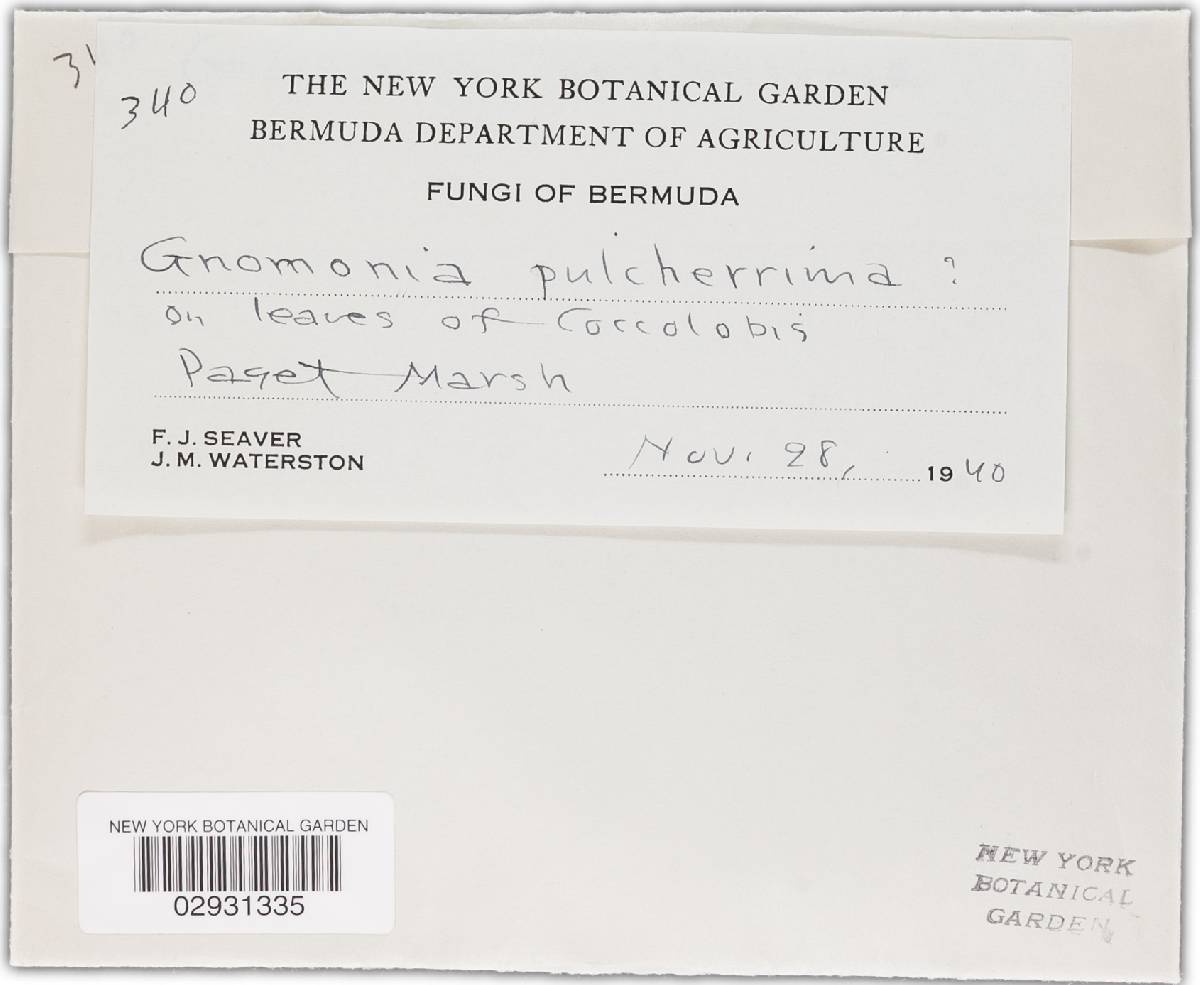 340
THE NEW YORK BOTANICAL GARDEN
BERMUDA DEPARTMENT OF AGRICULTURE
FUNGI OF BERMUDA
Gnomonia pulcherrima ?
on leaves of Coccolobis
Paget Marsh
F. J. SEAVER
J. M. WATERSTON
Nov. 28, 1940
NEW YORK BOTANICAL GARDEN
02931335
NEW YORK
BOTANICAL
GARDEN